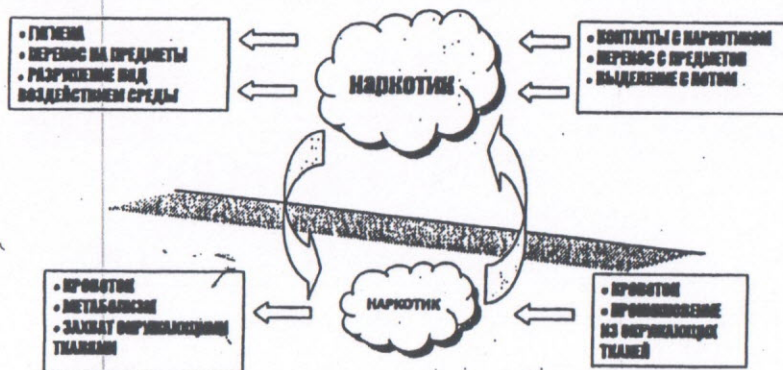 • ГИГИЕНА
• ПЕРЕНОС НА ПРЕДМЕТЫ
• РАЗРУШЕНИЕ ПОД
ВОЗДЕЙСТВИЕМ СРЕДЫ
наркотик
• КОНТАКТЫ С НАРКОТИКОМ
• ПЕРЕНОС С ПРЕДМЕТОВ
• ВЫДЕЛЕНИЕ С ПОТОМ
• КРОВОТОК
• МЕТАБОЛИЗМ
• ЗАХВАТ ОКРУЖАЮЩИМИ
ТКАНЯМИ
НАРКОТИК
• КРОВОТОК
• ПРОНИКНОВЕНИЕ
ИЗ ОКРУЖАЮЩИХ
ТКАНЕЙ